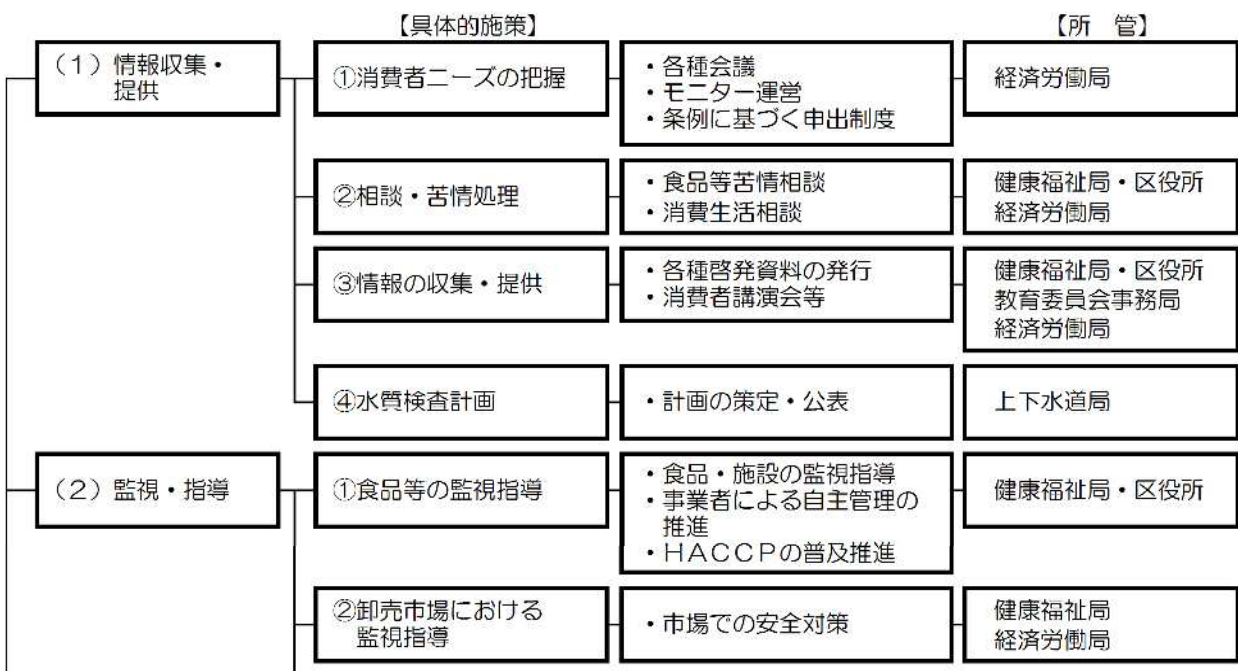 【具体的施策】
【所　管】
（１）情報収集・
提供
①消費者ニーズの把握
・各種会議
・モニター運営
・条例に基づく申出制度
経済労働局
②相談・苦情処理
・食品等苦情相談
・消費生活相談
健康福祉局・区役所
経済労働局
③情報の収集・提供
・各種啓発資料の発行
・消費者講演会等
健康福祉局・区役所
教育委員会事務局
経済労働局
④水質検査計画
・計画の策定・公表
上下水道局
（２）監視・指導
①食品等の監視指導
・食品・施設の監視指導
・事業者による自主管理の
推進
・ＨＡＣＣＰの普及推進
健康福祉局・区役所
②卸売市場における
監視指導
・市場での安全対策
健康福祉局
経済労働局